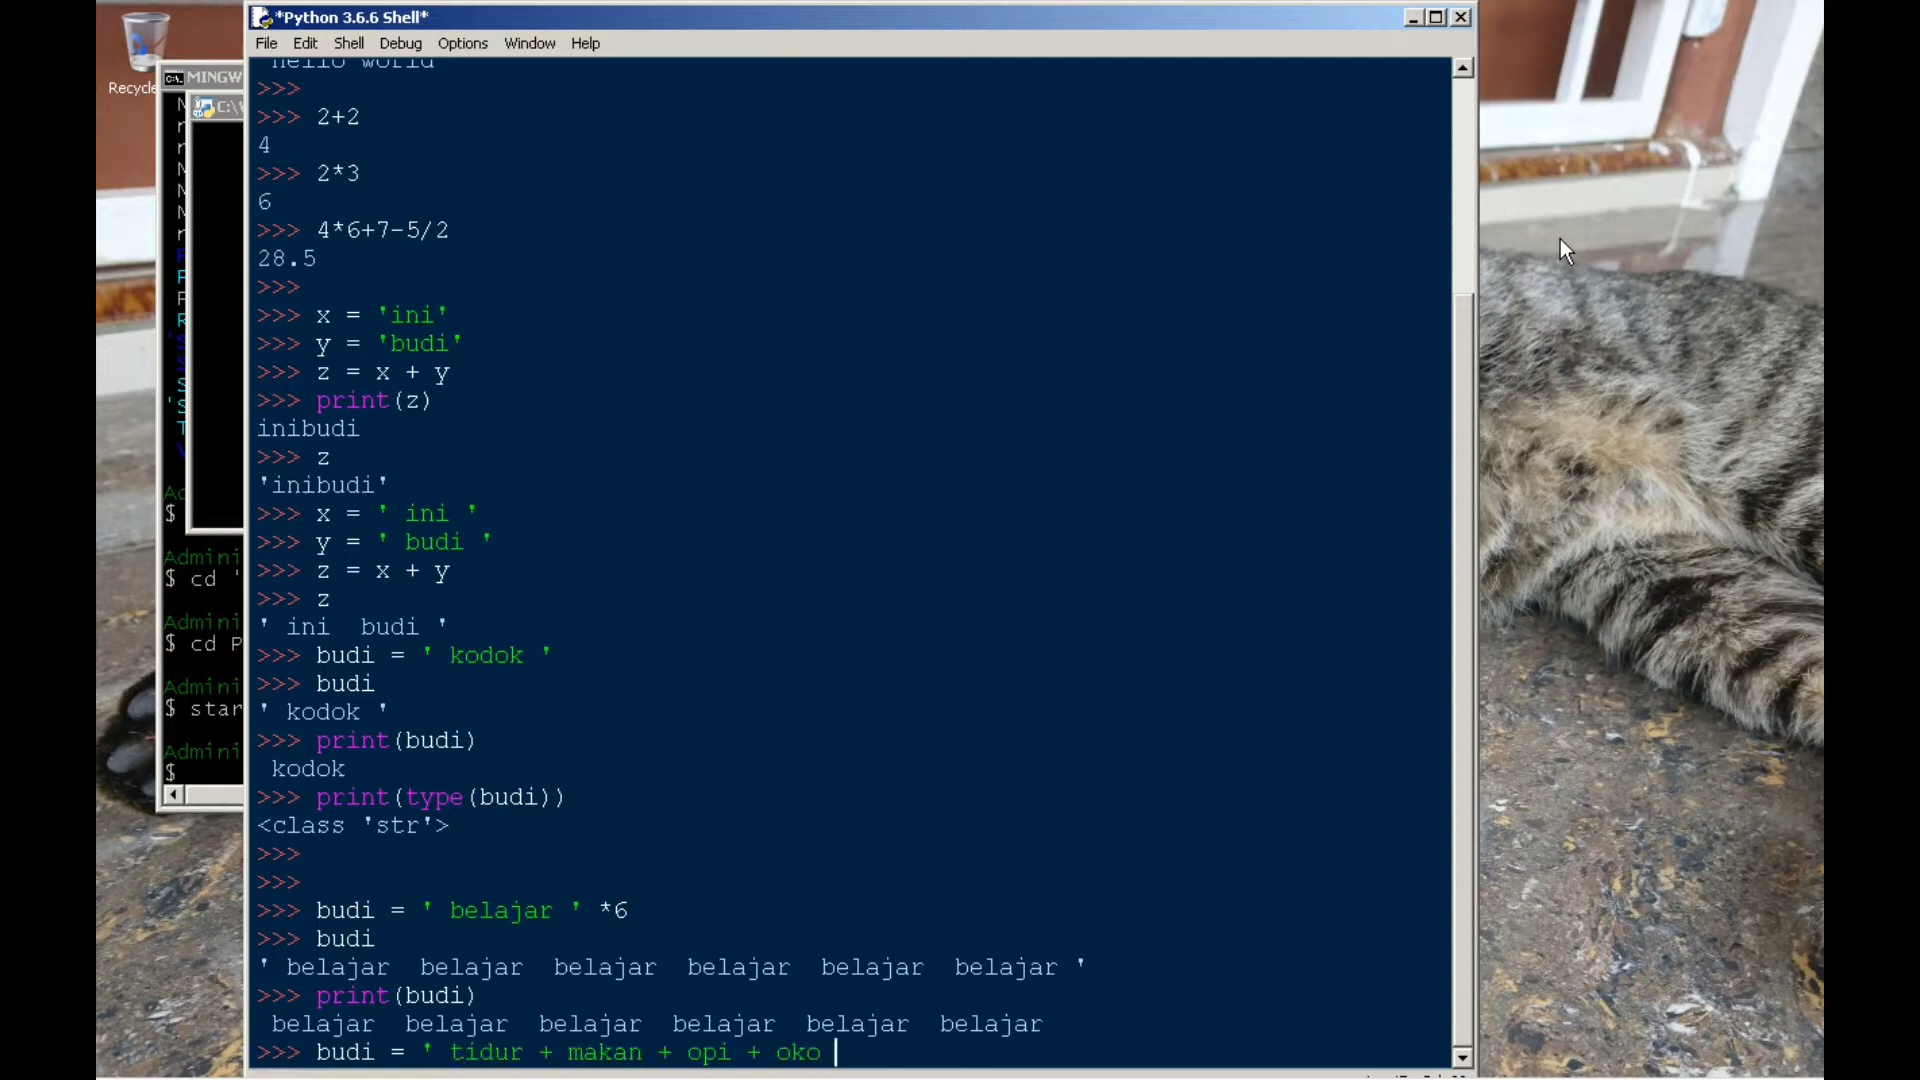 Recycle
MINGW
C:\
*Python 3.6.6 Shell*
File Edit Shell Debug Options Window Help
hello world
>>>
>>> 2+2
4
>>> 2*3
6
>>> 4*6+7-5/2
28.5
>>>
>>> x = 'ini'
>>> y = 'budi'
>>> z = x + y
>>> print(z)
inibudi
>>> z
'inibudi'
>>> x = ' ini '
>>> y = ' budi '
>>> z = x + y
>>> z
' ini  budi '
>>> budi = ' kodok '
>>> budi
' kodok '
>>> print(budi)
 kodok
>>> print(type(budi))
<class 'str'>
>>>
>>>
>>> budi = ' belajar ' *6
>>> budi
' belajar  belajar  belajar  belajar  belajar  belajar '
>>> print(budi)
 belajar  belajar  belajar  belajar  belajar  belajar
>>> budi = ' tidur + makan + opi + oko
$
Admini
$ cd '
Admini
$ cd P
Admini
$ star
Admini
$